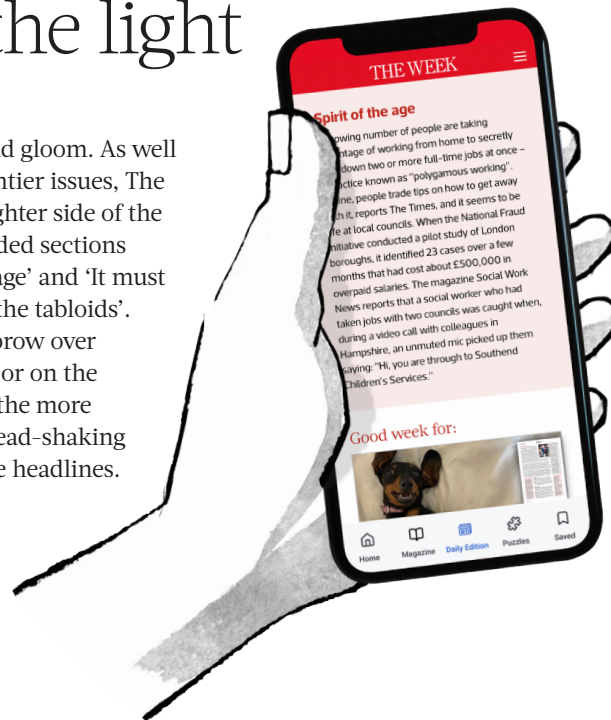 the light
d gloom. As well
ntier issues, The
ghter side of the
ded sections
age’ and ‘It must
the tabloids’.
brow over
or on the
the more
ead-shaking
e headlines.
THE WEEK
Spirit of the age
owing number of people are taking
ntage of working from home to secretly
down two or more full-time jobs at once –
actice known as “polygamous working”.
ine, people trade tips on how to get away
h it, reports The Times, and it seems to be
fe at local councils. When the National Fraud
nitiative conducted a pilot study of London
boroughs, it identified 23 cases over a few
months that had cost about £500,000 in
overpaid salaries. The magazine Social Work
News reports that a social worker who had
taken jobs with two councils was caught when,
during a video call with colleagues in
Hampshire, an unmuted mic picked up them
saying: “Hi, you are through to Southend
Children’s Services.”
Good week for:
Home
Magazine
Daily Edition
Puzzles
Saved